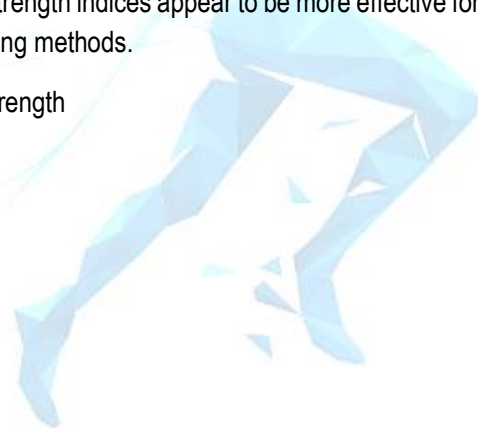 trength indices appear to be more effective for
ng methods.
rength